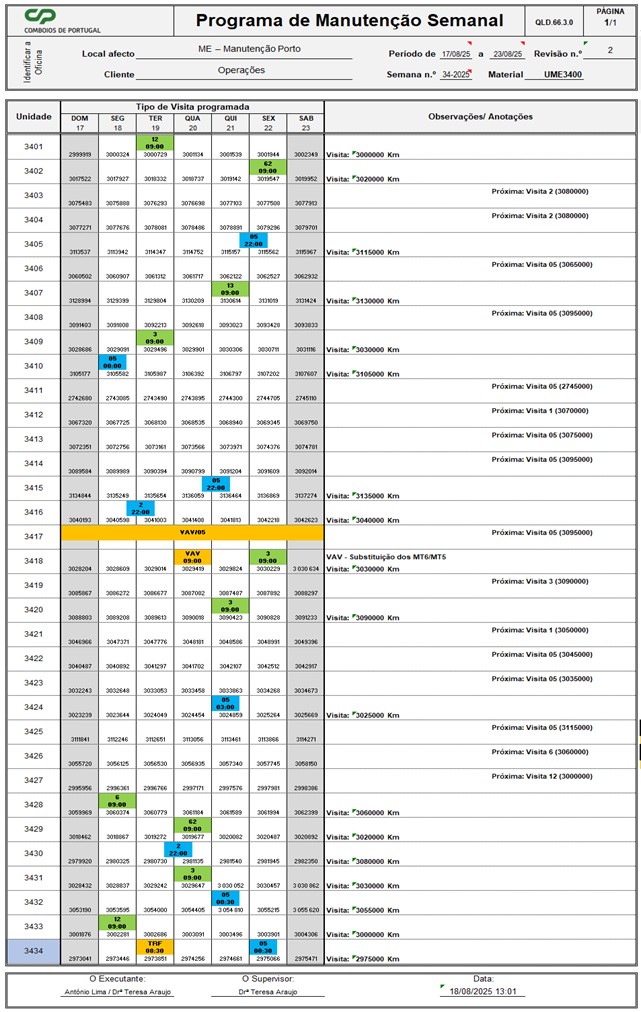 CP
COMBOIOS DE PORTUGAL
Programa de Manutenção Semanal
QLD.66.3.0
PÁGINA
1/1
Identificar a Oficina
Local afecto ME – Manutenção Porto
Período de 17/08/25 a 23/08/25 Revisão n.º 2
Cliente Operações
Semana n.º 34-2025 Material UME3400
Unidade Tipo de Visita programada Observações/ Anotações
DOM SEG TER QUA QUI SEX SAB
17 18 19 20 21 22 23
3401 12 09:00
2999919 3000324 3000729 3001134 3001539 3001944 3002349 Visita: 3000000 Km
3402 62 09:00
3017522 3017927 3018332 3018737 3019142 3019547 3019952 Visita: 3020000 Km
3403 Próxima: Visita 2 (3080000)
3075483 3075888 3076293 3076698 3077103 3077508 3077913
3404 Próxima: Visita 2 (3080000)
3077271 3077676 3078081 3078486 3078891 3079296 3079701
3405 05 22:00
3113537 3113942 3114347 3114752 3115157 3115562 3115967 Visita: 3115000 Km
3406 Próxima: Visita 05 (3065000)
3060502 3060907 3061312 3061717 3062122 3062527 3062932
3407 13 09:00
3128994 3129399 3129804 3130209 3130614 3131019 3131424 Visita: 3130000 Km
3408 Próxima: Visita 05 (3095000)
3091403 3091808 3092213 3092618 3093023 3093428 3093833
3409 3 09:00
3028686 3029091 3029496 3029901 3030306 3030711 3031116 Visita: 3030000 Km
3410 05 00:00
3105177 3105582 3105987 3106392 3106797 3107202 3107607 Visita: 3105000 Km
3411 Próxima: Visita 05 (2745000)
2742680 2743085 2743490 2743895 2744300 2744705 2745110
3412 Próxima: Visita 1 (3070000)
3067320 3067725 3068130 3068535 3068940 3069345 3069750
3413 Próxima: Visita 05 (3075000)
3072351 3072756 3073161 3073566 3073971 3074376 3074781
3414 Próxima: Visita 05 (3095000)
3089584 3089989 3090394 3090799 3091204 3091609 3092014
3415 05 22:00
3134844 3135249 3135654 3136059 3136464 3136869 3137274 Visita: 3135000 Km
3416 2 22:00
3040193 3040598 3041003 3041408 3041813 3042218 3042623 Visita: 3040000 Km
3417 VAV/05 Próxima: Visita 05 (3095000)
3418 VAV 09:00 3 09:00 VAV - Substituição dos MT6/MT5
3028204 3028609 3029014 3029419 3029824 3030229 3 030 634 Visita: 3030000 Km
3419 Próxima: Visita 3 (3090000)
3085867 3086272 3086677 3087082 3087487 3087892 3088297
3420 3 09:00
3088803 3089208 3089613 3090018 3090423 3090828 3091233 Visita: 3090000 Km
3421 Próxima: Visita 1 (3050000)
3046966 3047371 3047776 3048181 3048586 3048991 3049396
3422 Próxima: Visita 05 (3045000)
3040487 3040892 3041297 3041702 3042107 3042512 3042917
3423 Próxima: Visita 05 (3035000)
3032243 3032648 3033053 3033458 3033863 3034268 3034673
3424 05 03:00
3023239 3023644 3024049 3024454 3024859 3025264 3025669 Visita: 3025000 Km
3425 Próxima: Visita 05 (3115000)
3111841 3112246 3112651 3113056 3113461 3113866 3114271
3426 Próxima: Visita 6 (3060000)
3055720 3056125 3056530 3056935 3057340 3057745 3058150
3427 Próxima: Visita 12 (3000000)
2995956 2996361 2996766 2997171 2997576 2997981 2998386
3428 6 09:00
3059969 3060374 3060779 3061184 3061589 3061994 3062399 Visita: 3060000 Km
3429 62 09:00
3018462 3018867 3019272 3019677 3020082 3020487 3020892 Visita: 3020000 Km
3430 2 22:00
2979920 2980325 2980730 2981135 2981540 2981945 2982350 Visita: 3080000 Km
3431 3 09:00
3028432 3028837 3029242 3029647 3 030 052 3030457 3 030 862 Visita: 3030000 Km
3432 05 00:30
3053190 3053595 3054000 3054405 3 054 810 3055215 3 055 620 Visita: 3055000 Km
3433 12 09:00
3001876 3002281 3002686 3003091 3003496 3003901 3004306 Visita: 3000000 Km
3434 TRF 08:30 05 00:30
2973041 2973446 2973851 2974256 2974661 2975066 2975471 Visita: 2975000 Km
O Executante: O Supervisor: Data:
António Lima / Drª Teresa Araujo Drª Teresa Araujo 18/08/2025 13:01